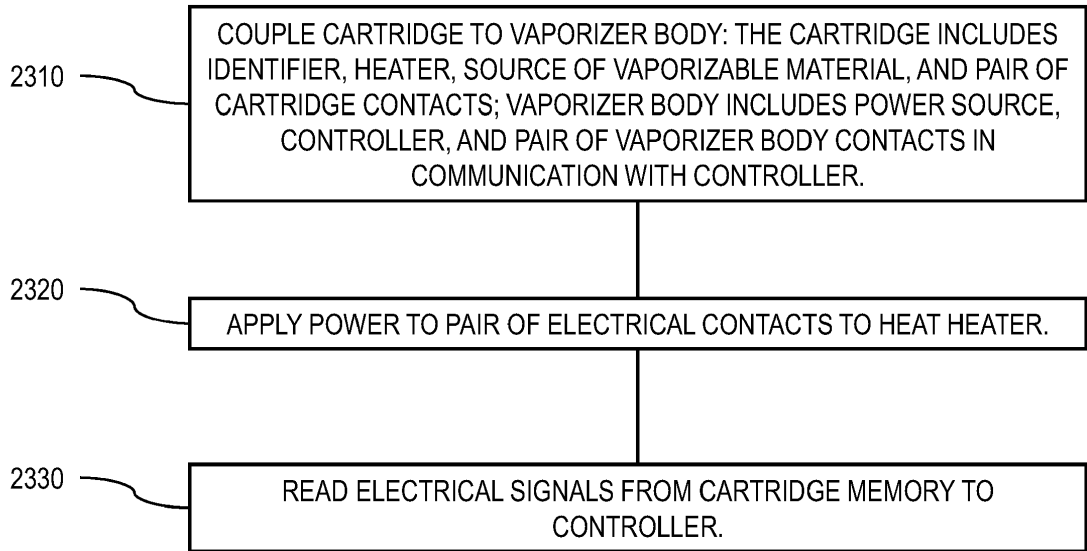 2310
COUPLE CARTRIDGE TO VAPORIZER BODY: THE CARTRIDGE INCLUDES
IDENTIFIER, HEATER, SOURCE OF VAPORIZABLE MATERIAL, AND PAIR OF
CARTRIDGE CONTACTS; VAPORIZER BODY INCLUDES POWER SOURCE,
CONTROLLER, AND PAIR OF VAPORIZER BODY CONTACTS IN
COMMUNICATION WITH CONTROLLER.
2320
APPLY POWER TO PAIR OF ELECTRICAL CONTACTS TO HEAT HEATER.
2330
READ ELECTRICAL SIGNALS FROM CARTRIDGE MEMORY TO
CONTROLLER.